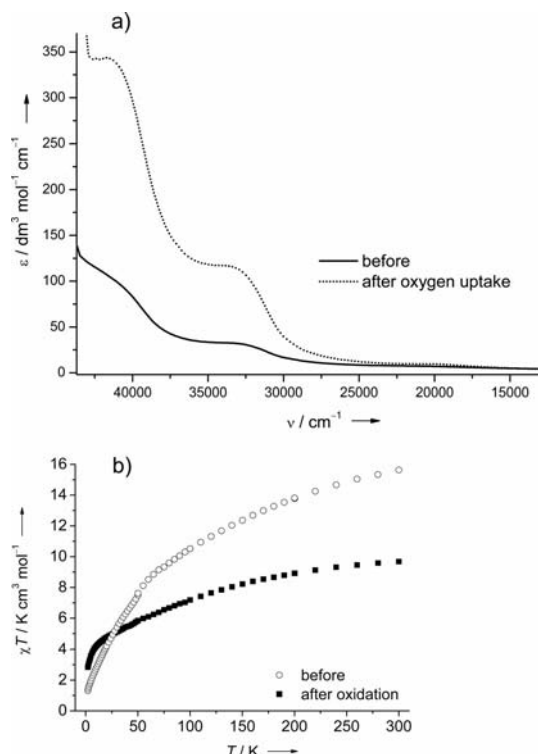 a)
350
300
250
200
150
100
50
0
ε / dm³ mol⁻¹ cm⁻¹ →
before
after oxygen uptake
40000 35000 30000 25000 20000 15000
ν / cm⁻¹ →
b)
16
14
12
10
8
6
4
2
0
χT / K cm³ mol⁻¹ →
before
after oxidation
0 50 100 150 200 250 300
T / K →